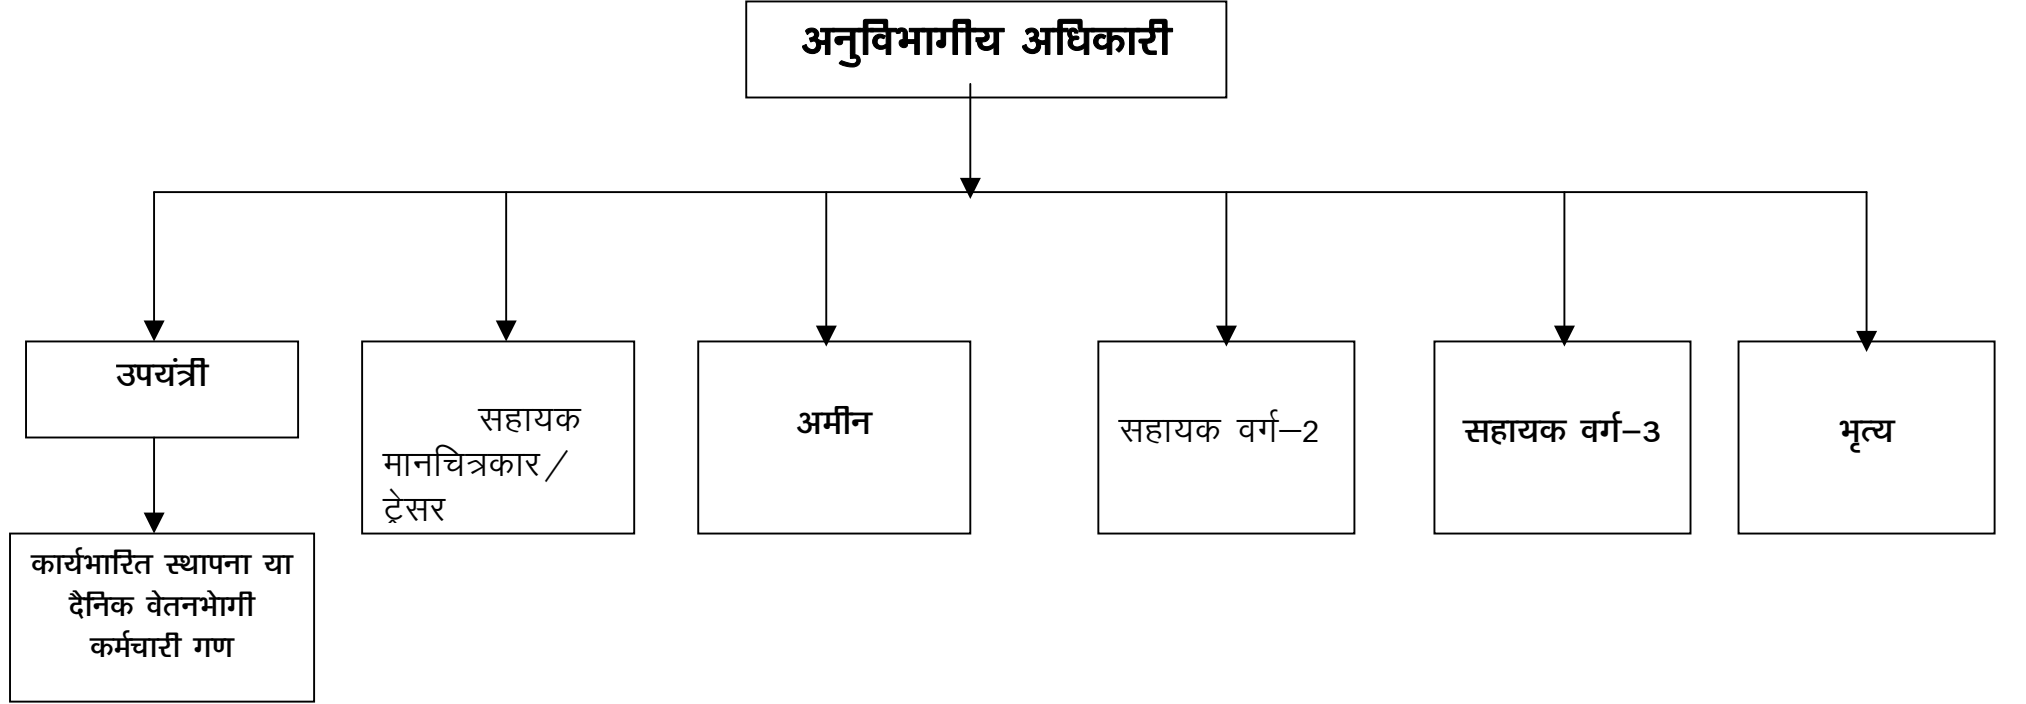 अनुविभागीय अधिकारी
उपयंत्री
सहायक
मानचित्रकार/
ट्रेसर
अमीन
सहायक वर्ग–2
सहायक वर्ग–3
भृत्य
कार्यभारित स्थापना या
दैनिक वेतनभेागी
कर्मचारी गण